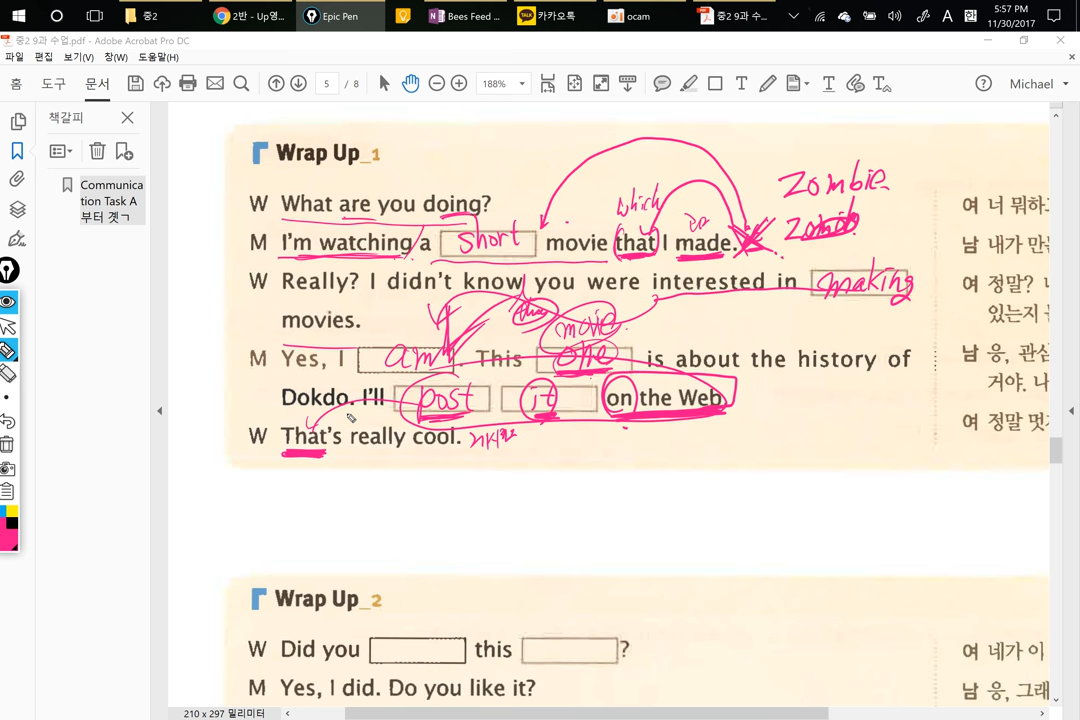 중2
2반 - Up영...
Epic Pen
Bees Feed ...
카카오톡
ocam
중2 9과 수...
A
한
5:57 PM
11/30/2017
중2 9과 수업.pdf - Adobe Acrobat Pro DC
파일 편집 보기(V) 창(W) 도움말(H)
홈 도구 문서
5 / 8
188%
Michael
책갈피
Communica
tion Task A
부터 곗ㄱ
Wrap Up_1
Zombie
which
W What are you doing?
여 너 뭐하고
M I'm watching a short movie that I made.
남 내가 만든
W Really? I didn't know you were interested in making
여 정말? 너
movies.
있는지
movie
M Yes, I am. This one is about the history of
남 응, 관심
Dokdo. I'll post it on the Web.
거야. 나
W That's really cool.
여 정말 멋지
Wrap Up_2
W Did you this ?
여 네가 이
M Yes, I did. Do you like it?
남 응, 그래
210 x 297 밀리미터